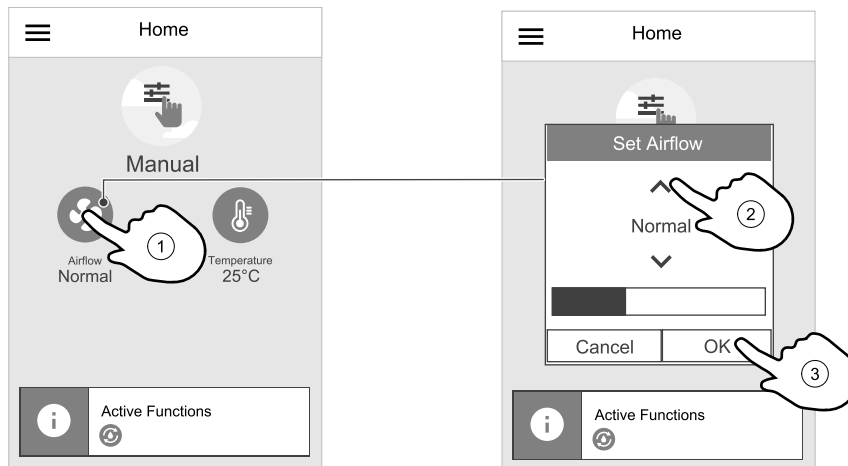 Home
Manual
1
Airflow
Normal
Temperature
25°C
i
Active Functions
Home
Set Airflow
2
Normal
Cancel
OK
3
i
Active Functions